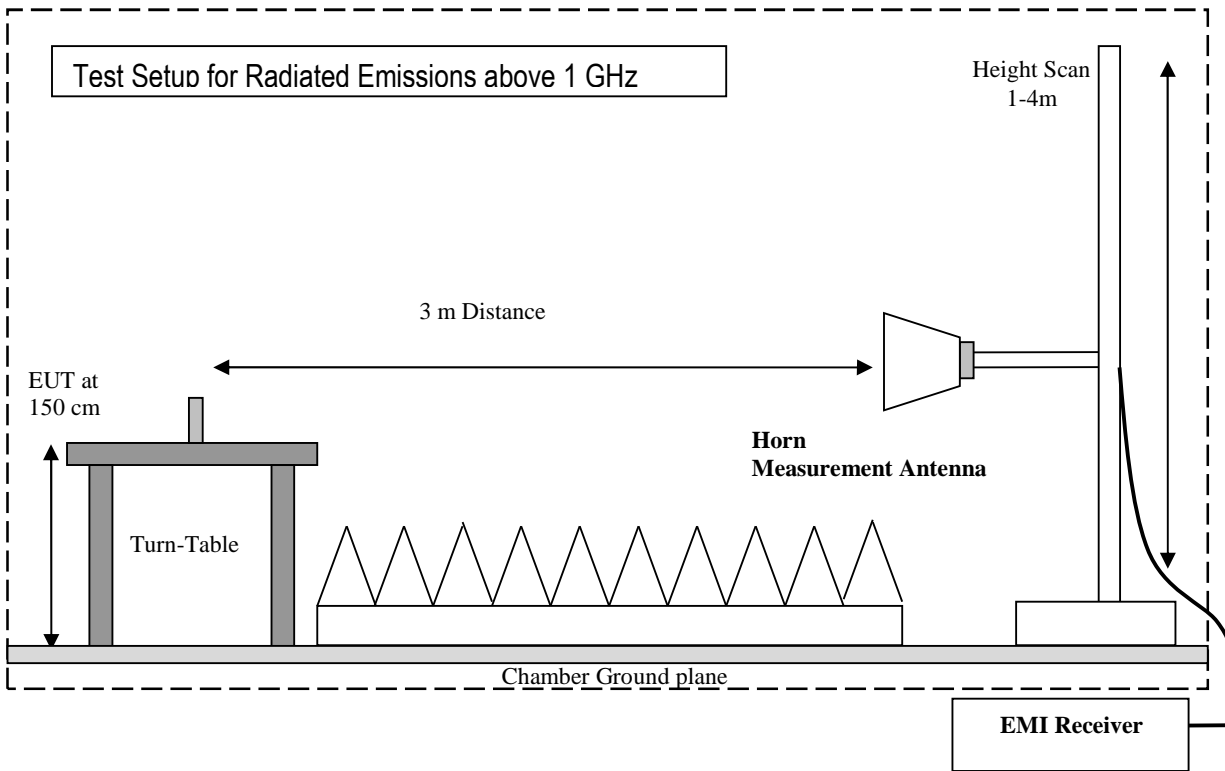 Test Setup for Radiated Emissions above 1 GHz
Height Scan
1-4m
3 m Distance
EUT at
150 cm
Horn
Measurement Antenna
Turn-Table
Chamber Ground plane
EMI Receiver